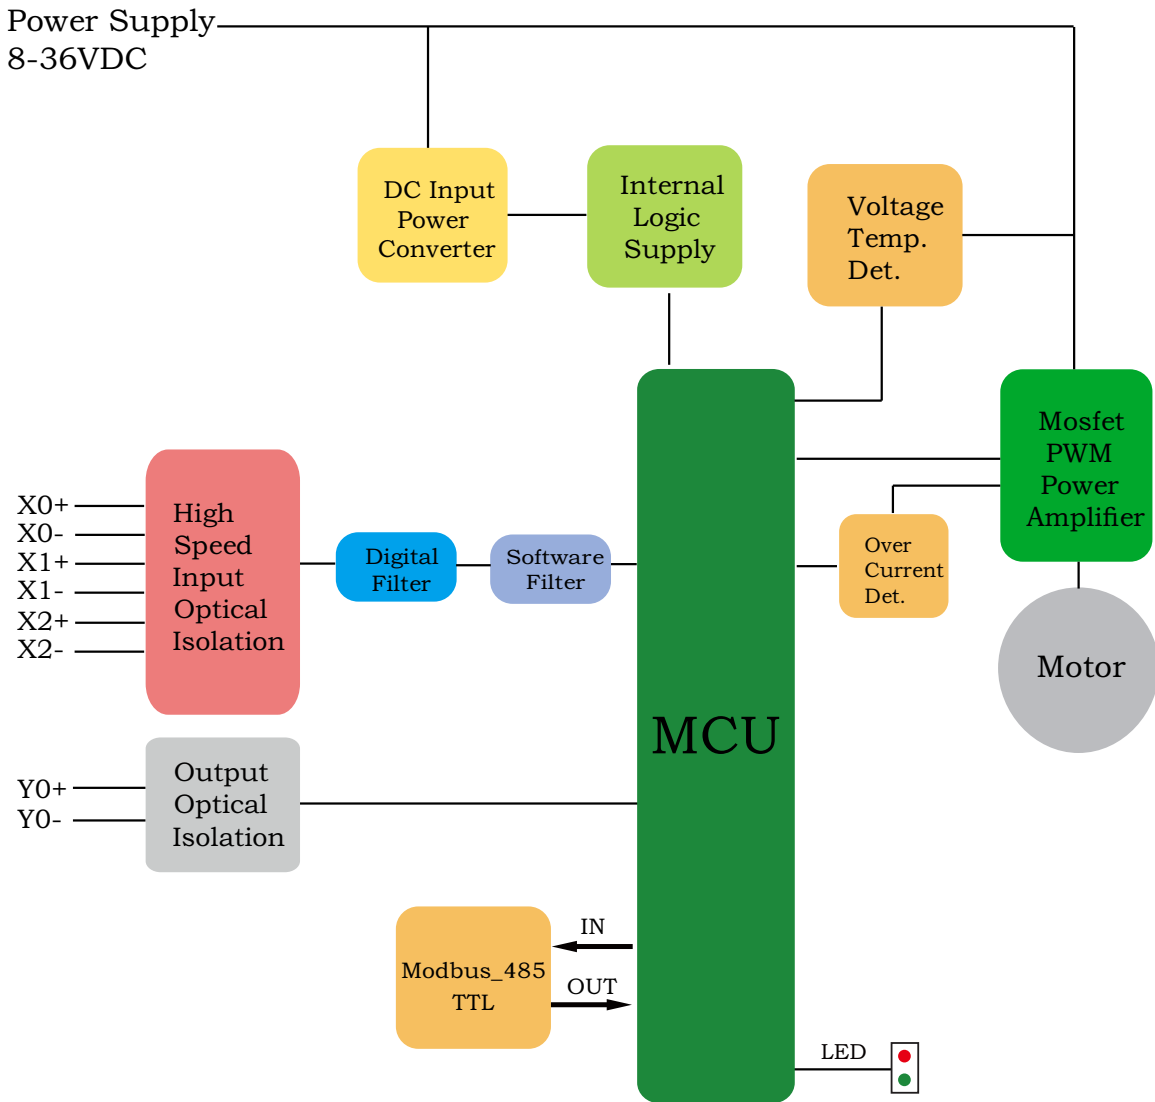 Power Supply
8-36VDC
DC Input
Power
Converter
Internal
Logic
Supply
Voltage
Temp.
Det.
Mosfet
PWM
Power
Amplifier
X0+
X0-
X1+
X1-
X2+
X2-
High
Speed
Input
Optical
Isolation
Digital
Filter
Software
Filter
Over
Current
Det.
Motor
MCU
Y0+
Y0-
Output
Optical
Isolation
IN
Modbus_485
TTL
OUT
LED